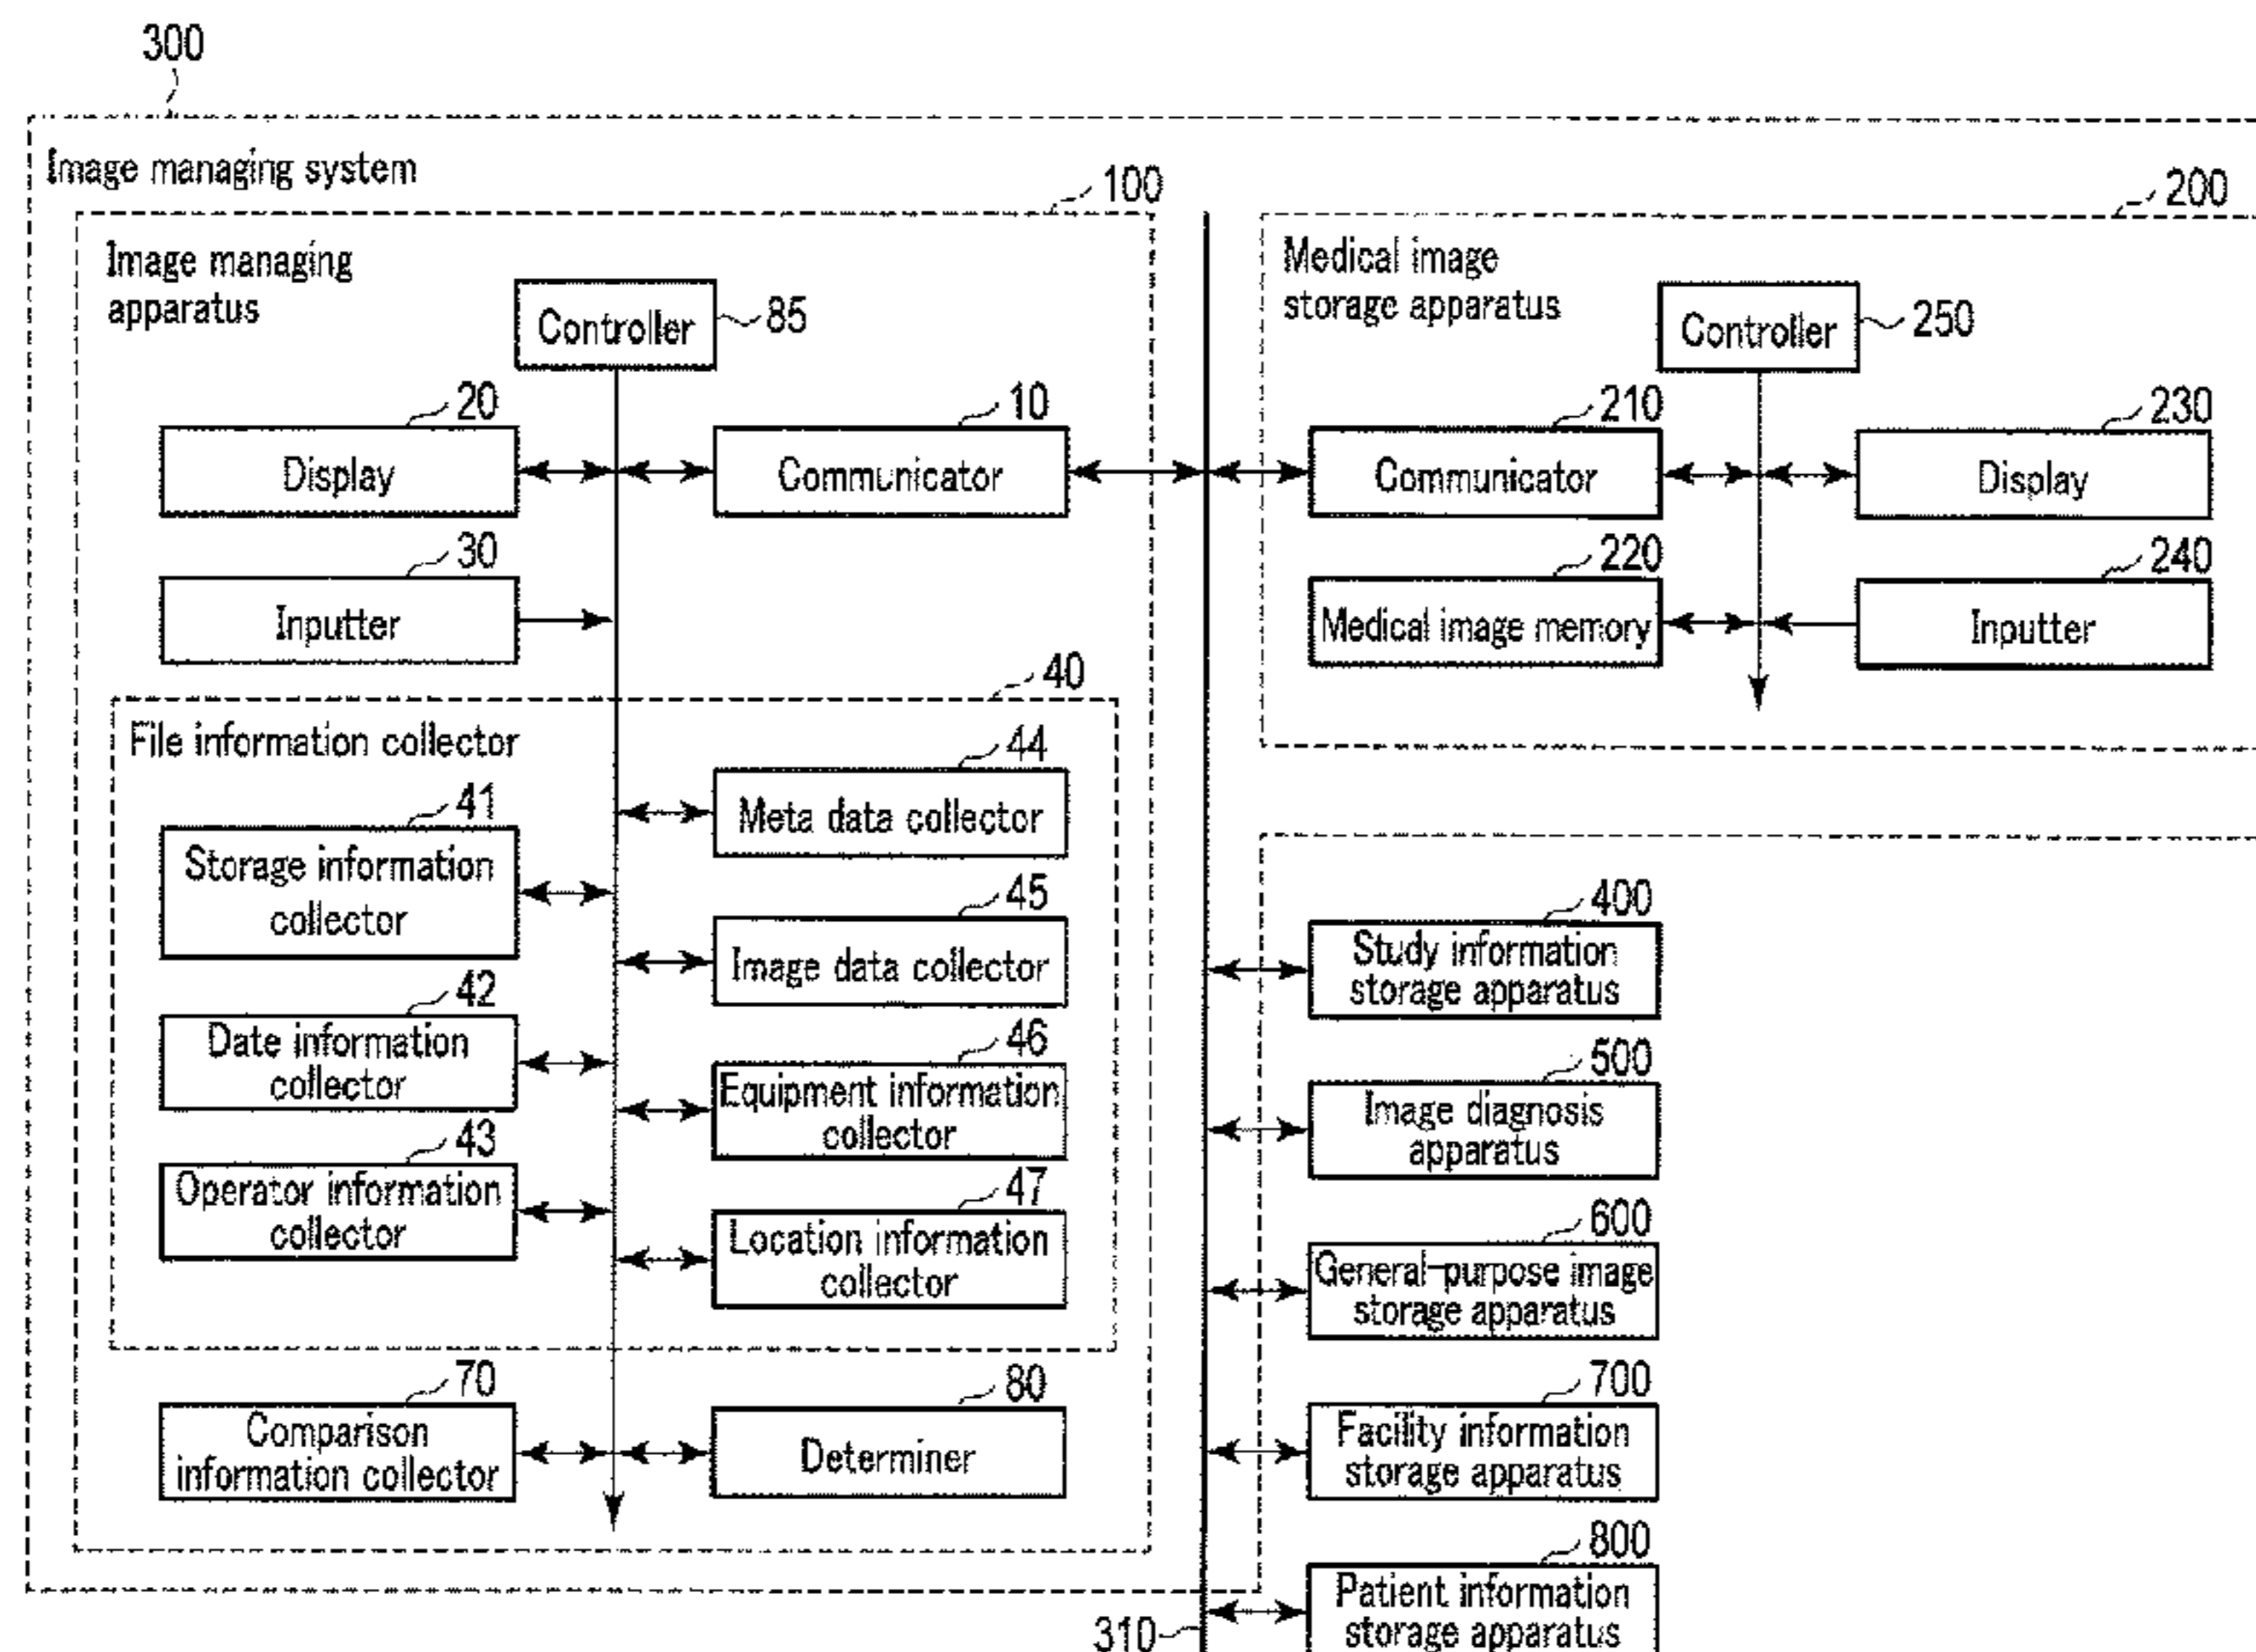 300
Image managing system
100
Image managing
apparatus
Controller
85
20
Display
10
Communicator
30
Inputter
40
File information collector
41
Storage information
collector
42
Date information
collector
43
Operator information
collector
44
Meta data collector
45
Image data collector
46
Equipment information
collector
47
Location information
collector
70
Comparison
information collector
80
Determiner
200
Medical image
storage apparatus
Controller
250
210
Communicator
230
Display
220
Medical image memory
240
Inputter
400
Study information
storage apparatus
500
Image diagnosis
apparatus
600
General-purpose image
storage apparatus
700
Facility information
storage apparatus
800
Patient information
storage apparatus
310